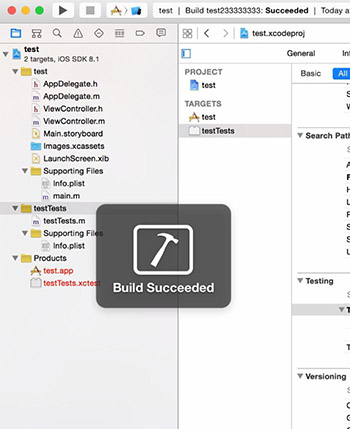 test | Build test233333333: Succeeded | Today a
test
2 targets, iOS SDK 8.1
test
AppDelegate.h
AppDelegate.m
ViewController.h
ViewController.m
Main.storyboard
Images.xcassets
LaunchScreen.xib
Supporting Files
Info.plist
main.m
testTests
testTests.m
Supporting Files
Info.plist
Products
test.app
testTests.xctest
test.xcodeproj
General
In
PROJECT
test
TARGETS
test
testTests
Basic
All
Search Path
Testing
Versioning
Build Succeeded